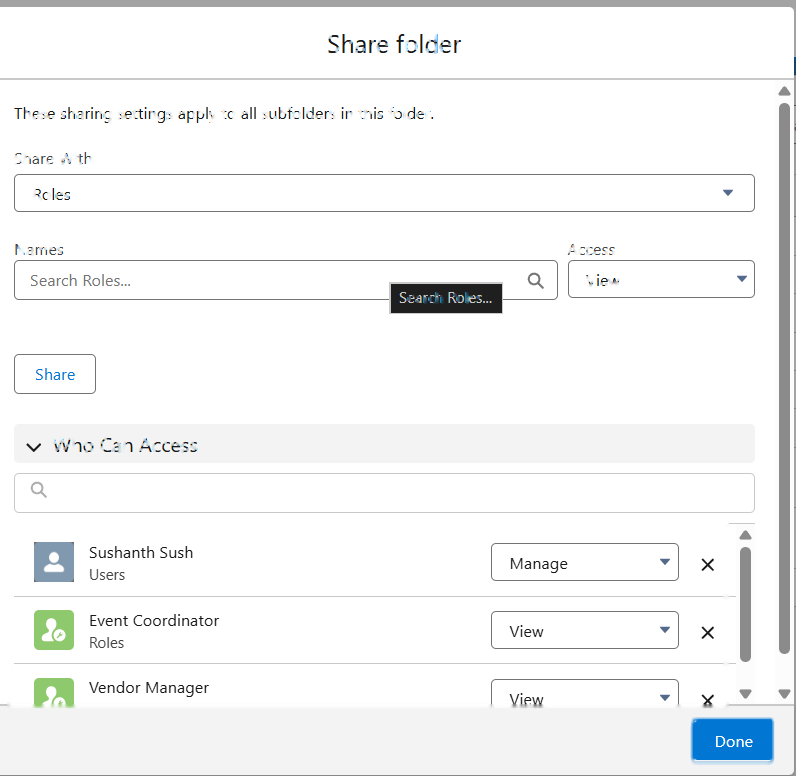 Share folder
These sharing settings apply to all subfolders in this folder.
Share With
Roles
Names
Access
Search Roles...
View
Search Roles...
Share
Who Can Access
Sushanth Sush
Users
Manage
Event Coordinator
Roles
View
Vendor Manager
View
Done